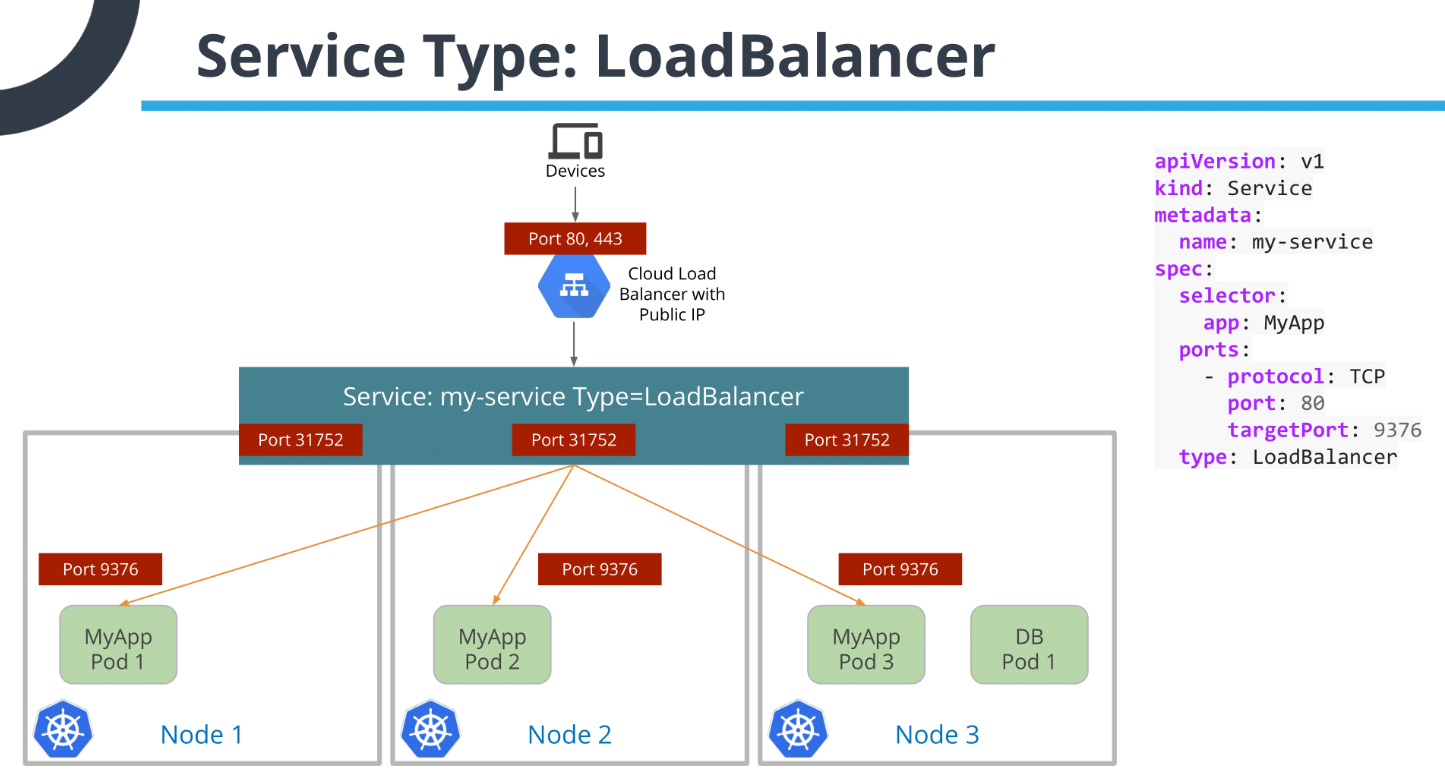 Service Type: LoadBalancer
Devices
Port 80, 443
Cloud Load
Balancer with
Public IP
Service: my-service Type=LoadBalancer
Port 31752
Port 31752
Port 31752
Port 9376
Port 9376
Port 9376
MyApp
Pod 1
MyApp
Pod 2
MyApp
Pod 3
DB
Pod 1
Node 1
Node 2
Node 3
apiVersion: v1
kind: Service
metadata:
  name: my-service
spec:
  selector:
    app: MyApp
  ports:
    - protocol: TCP
      port: 80
      targetPort: 9376
  type: LoadBalancer